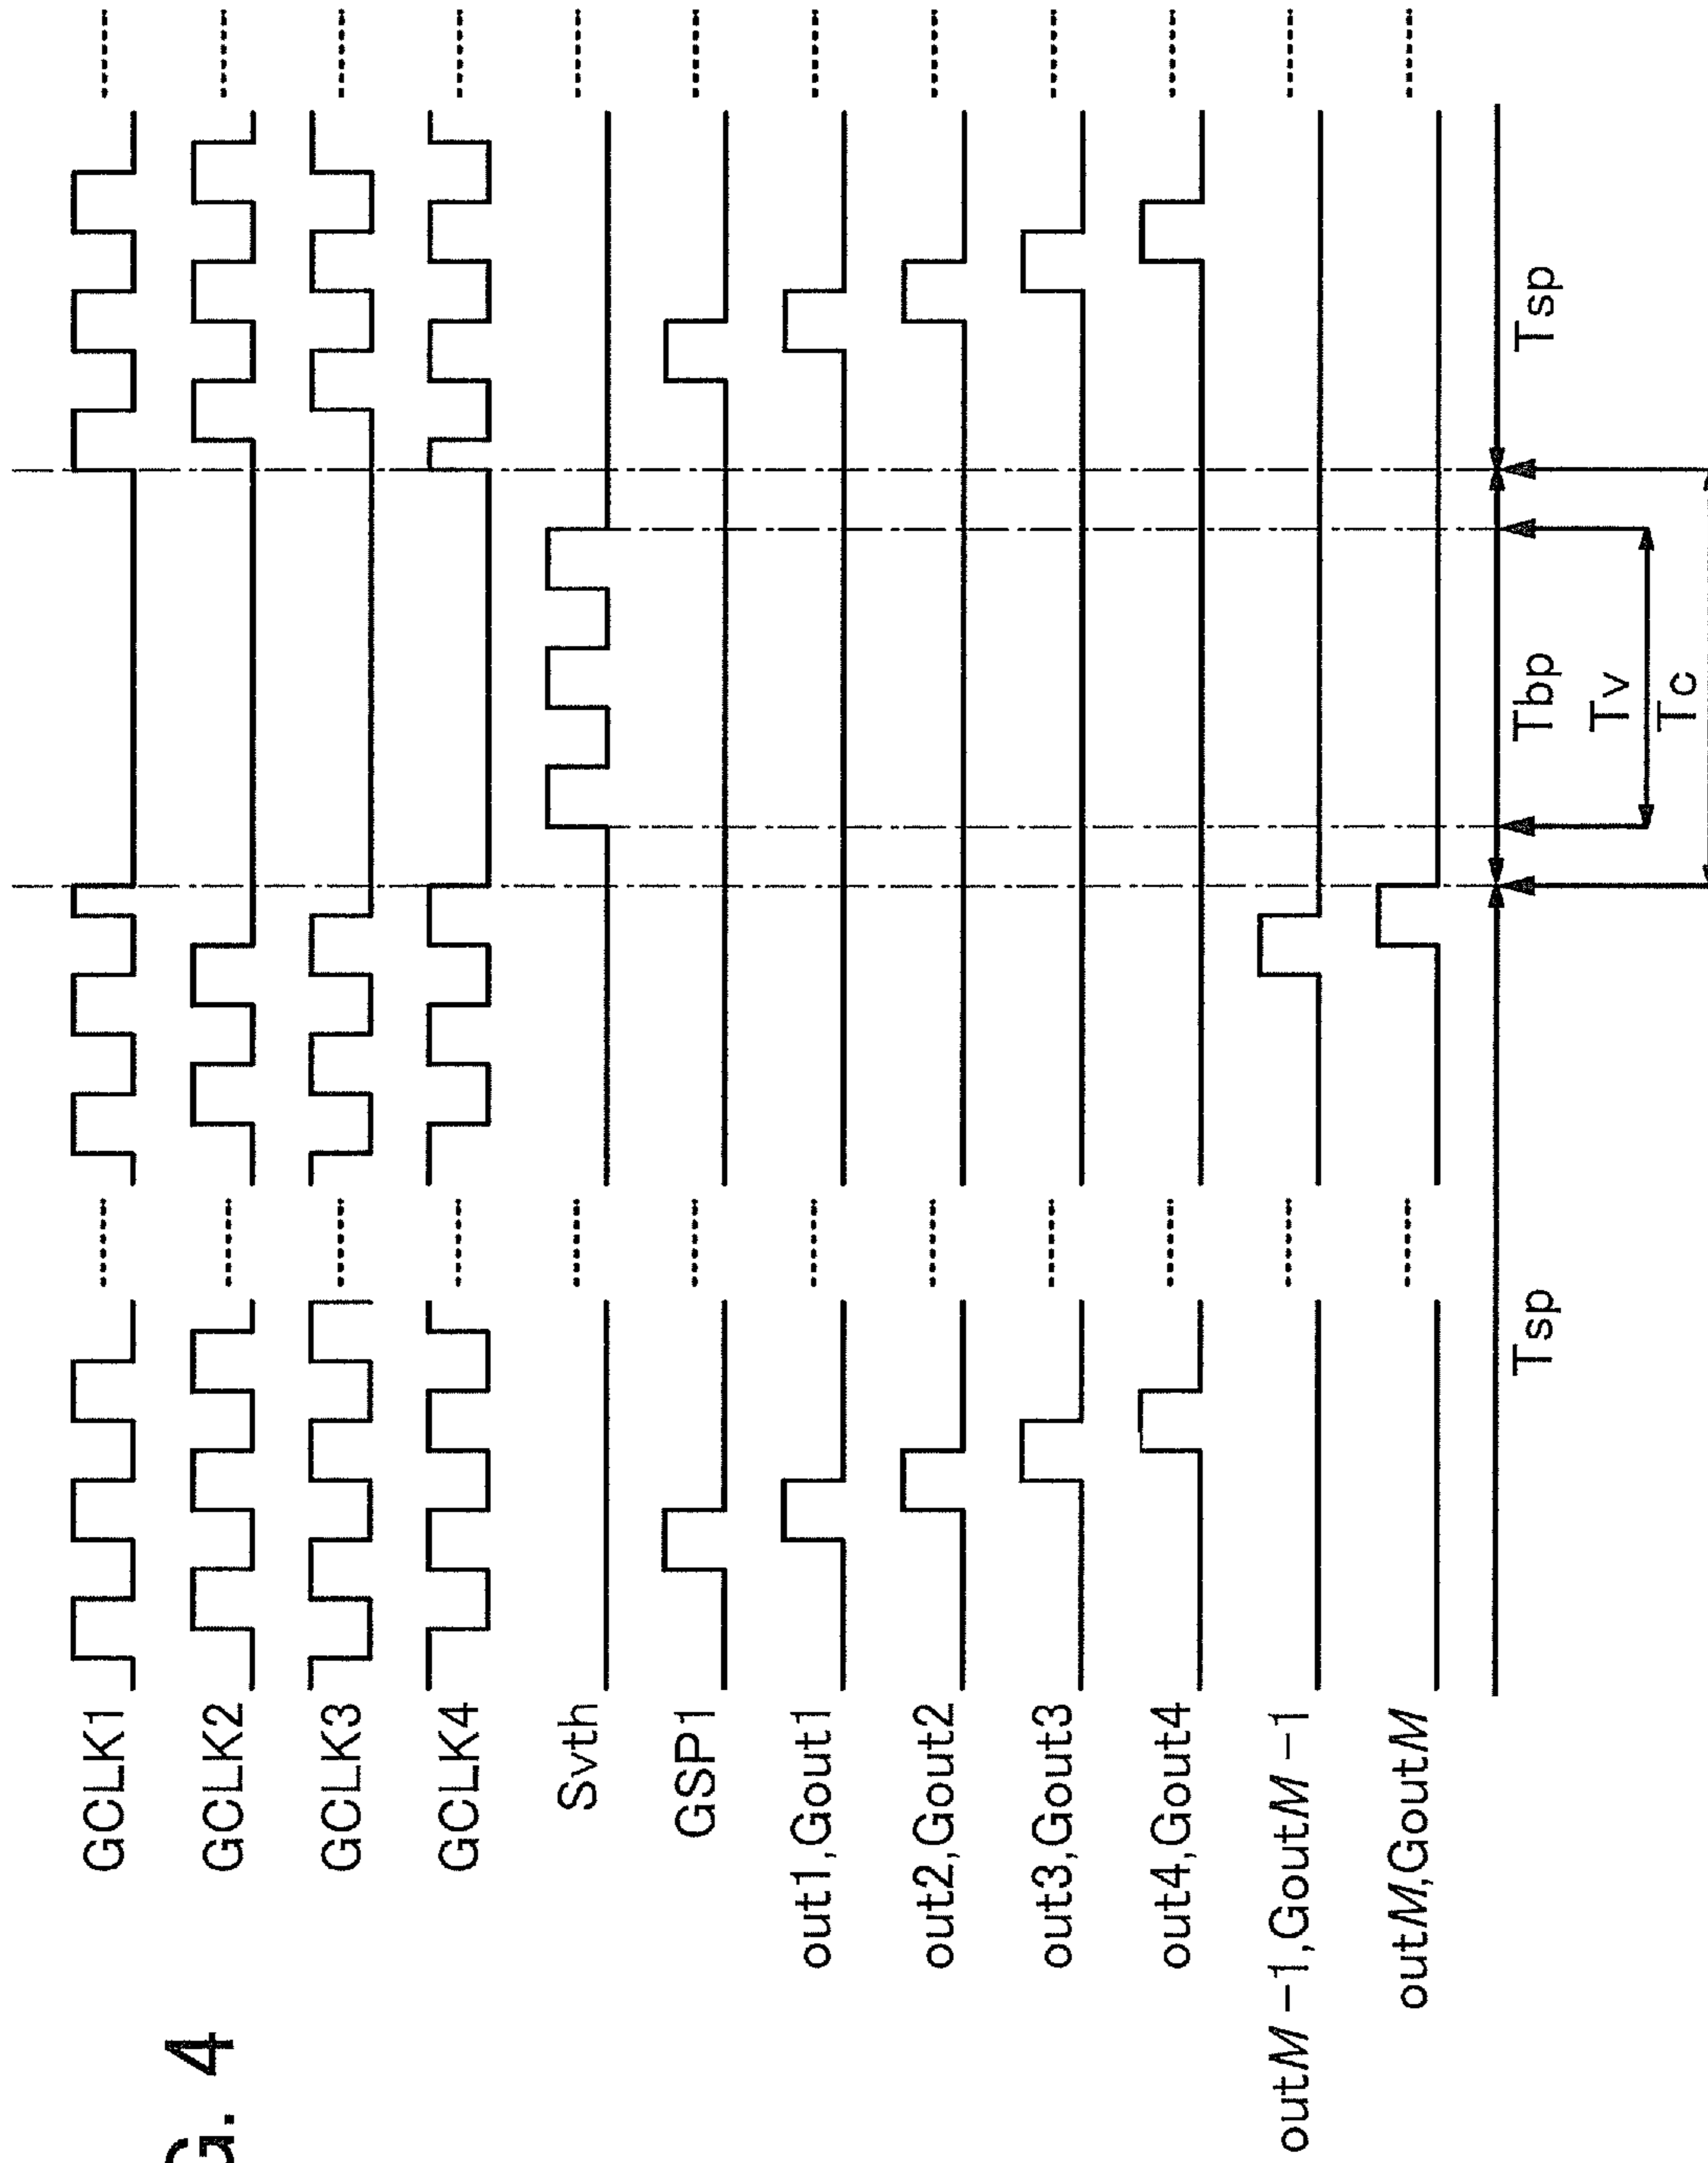 G. 4
GCLK1
GCLK2
GCLK3
GCLK4
Svth
GSP1
out1,Gout1
out2,Gout2
out3,Gout3
out4,Gout4
outM−1,GoutM−1
outM,GoutM
Tsp
Tbp
Tsp
Tv
Tc